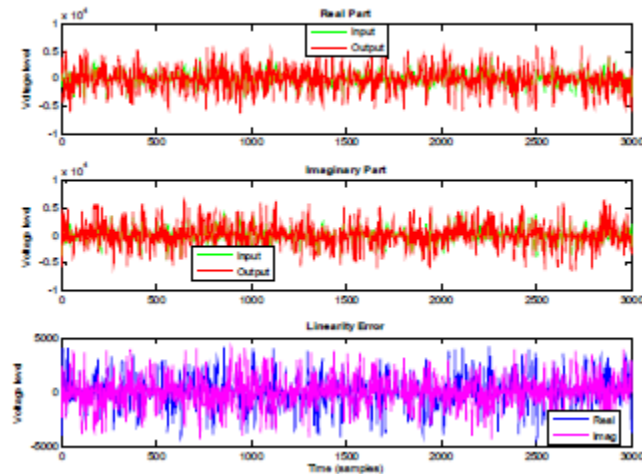 Real Part
x 10⁴
1
0.5
0
-0.5
-1
Voltage level
Input
Output
0 500 1000 1500 2000 2500 3000
Imaginary Part
x 10⁴
1
0.5
0
-0.5
-1
Voltage level
Input
Output
0 500 1000 1500 2000 2500 3000
Linearity Error
5000
0
-5000
Voltage level
Real
Imag
0 500 1000 1500 2000 2500 3000
Time (samples)